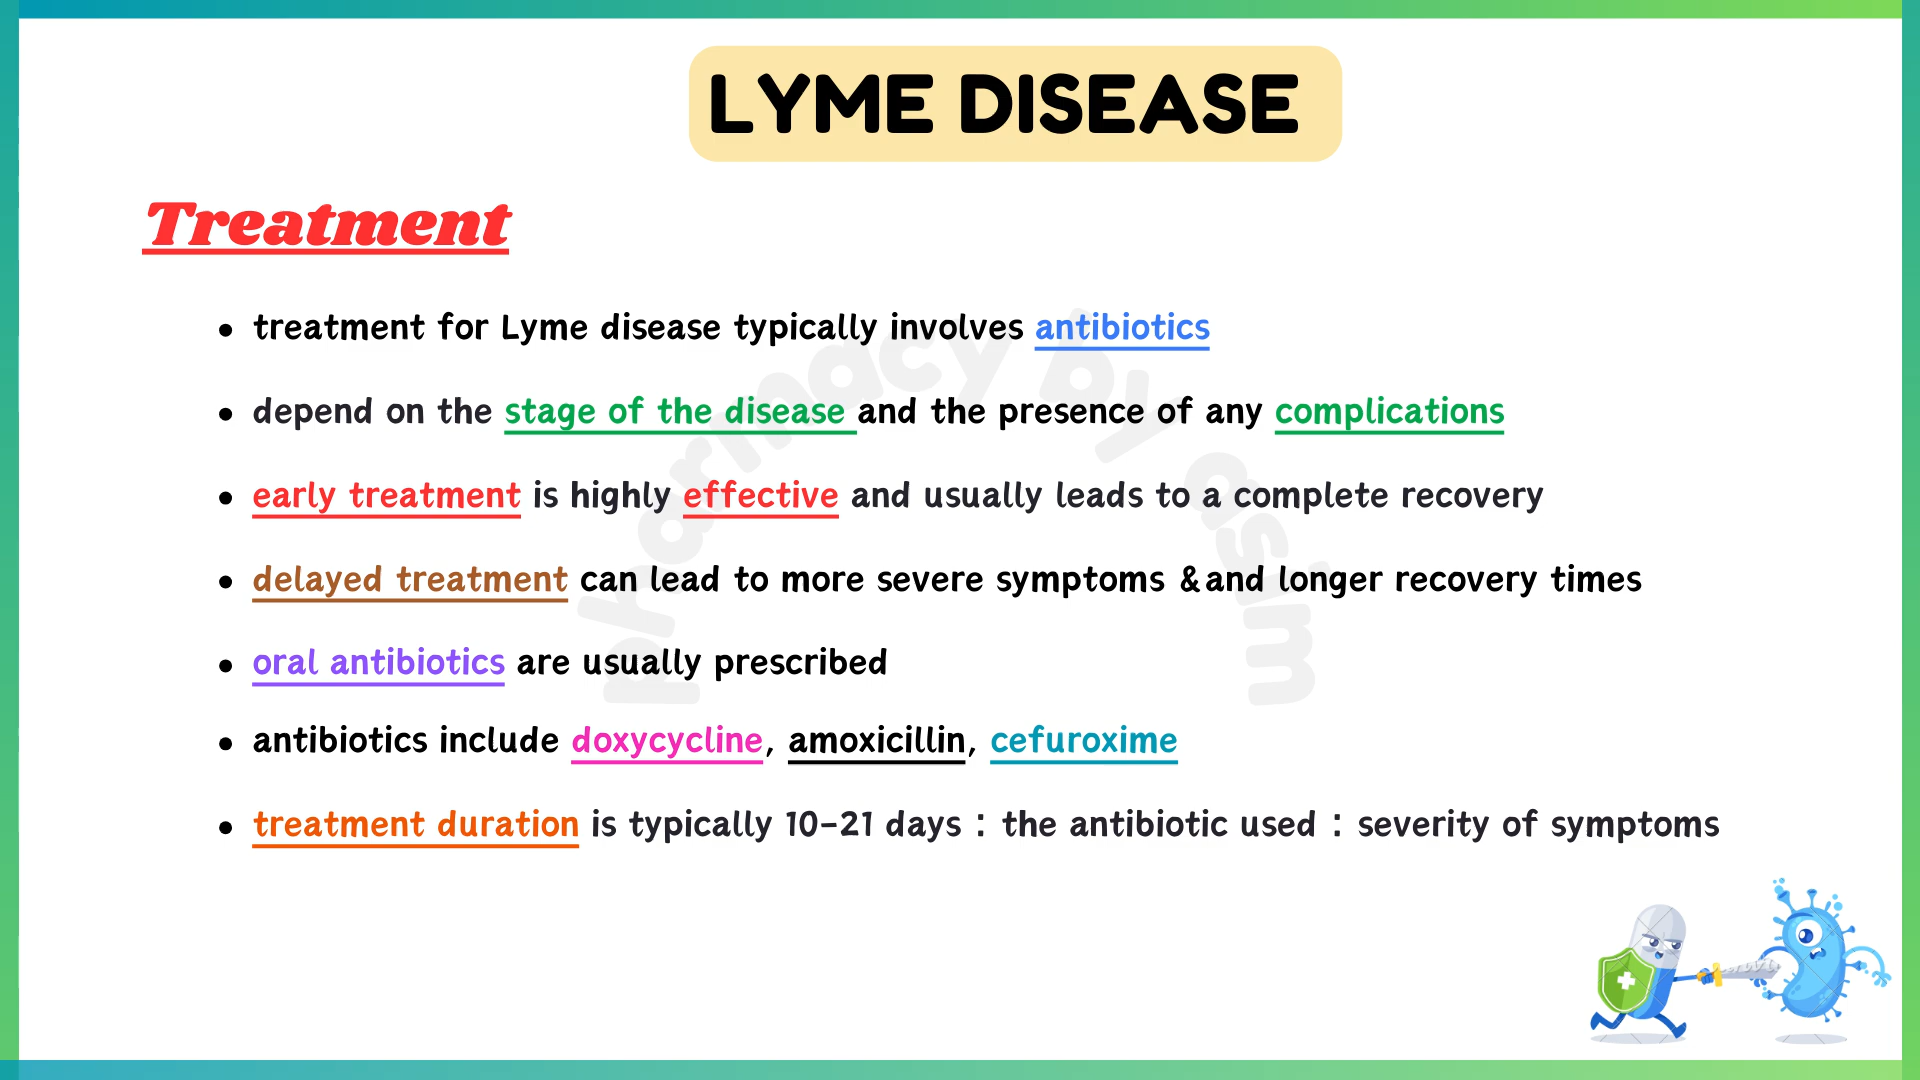 LYME DISEASE
Treatment
• treatment for Lyme disease typically involves antibiotics
• depend on the stage of the disease and the presence of any complications
• early treatment is highly effective and usually leads to a complete recovery
• delayed treatment can lead to more severe symptoms &and longer recovery times
• oral antibiotics are usually prescribed
• antibiotics include doxycycline, amoxicillin, cefuroxime
• treatment duration is typically 10-21 days : the antibiotic used : severity of symptoms
pharmacy by asim